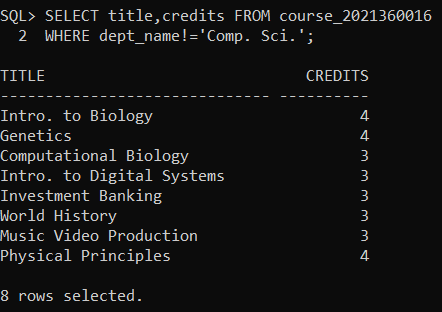 SQL> SELECT title,credits FROM course_2021360016
  2  WHERE dept_name!='Comp. Sci.';
TITLE                             CREDITS
------------------------------ ----------
Intro. to Biology                       4
Genetics                                4
Computational Biology                   3
Intro. to Digital Systems               3
Investment Banking                      3
World History                           3
Music Video Production                  3
Physical Principles                     4
8 rows selected.